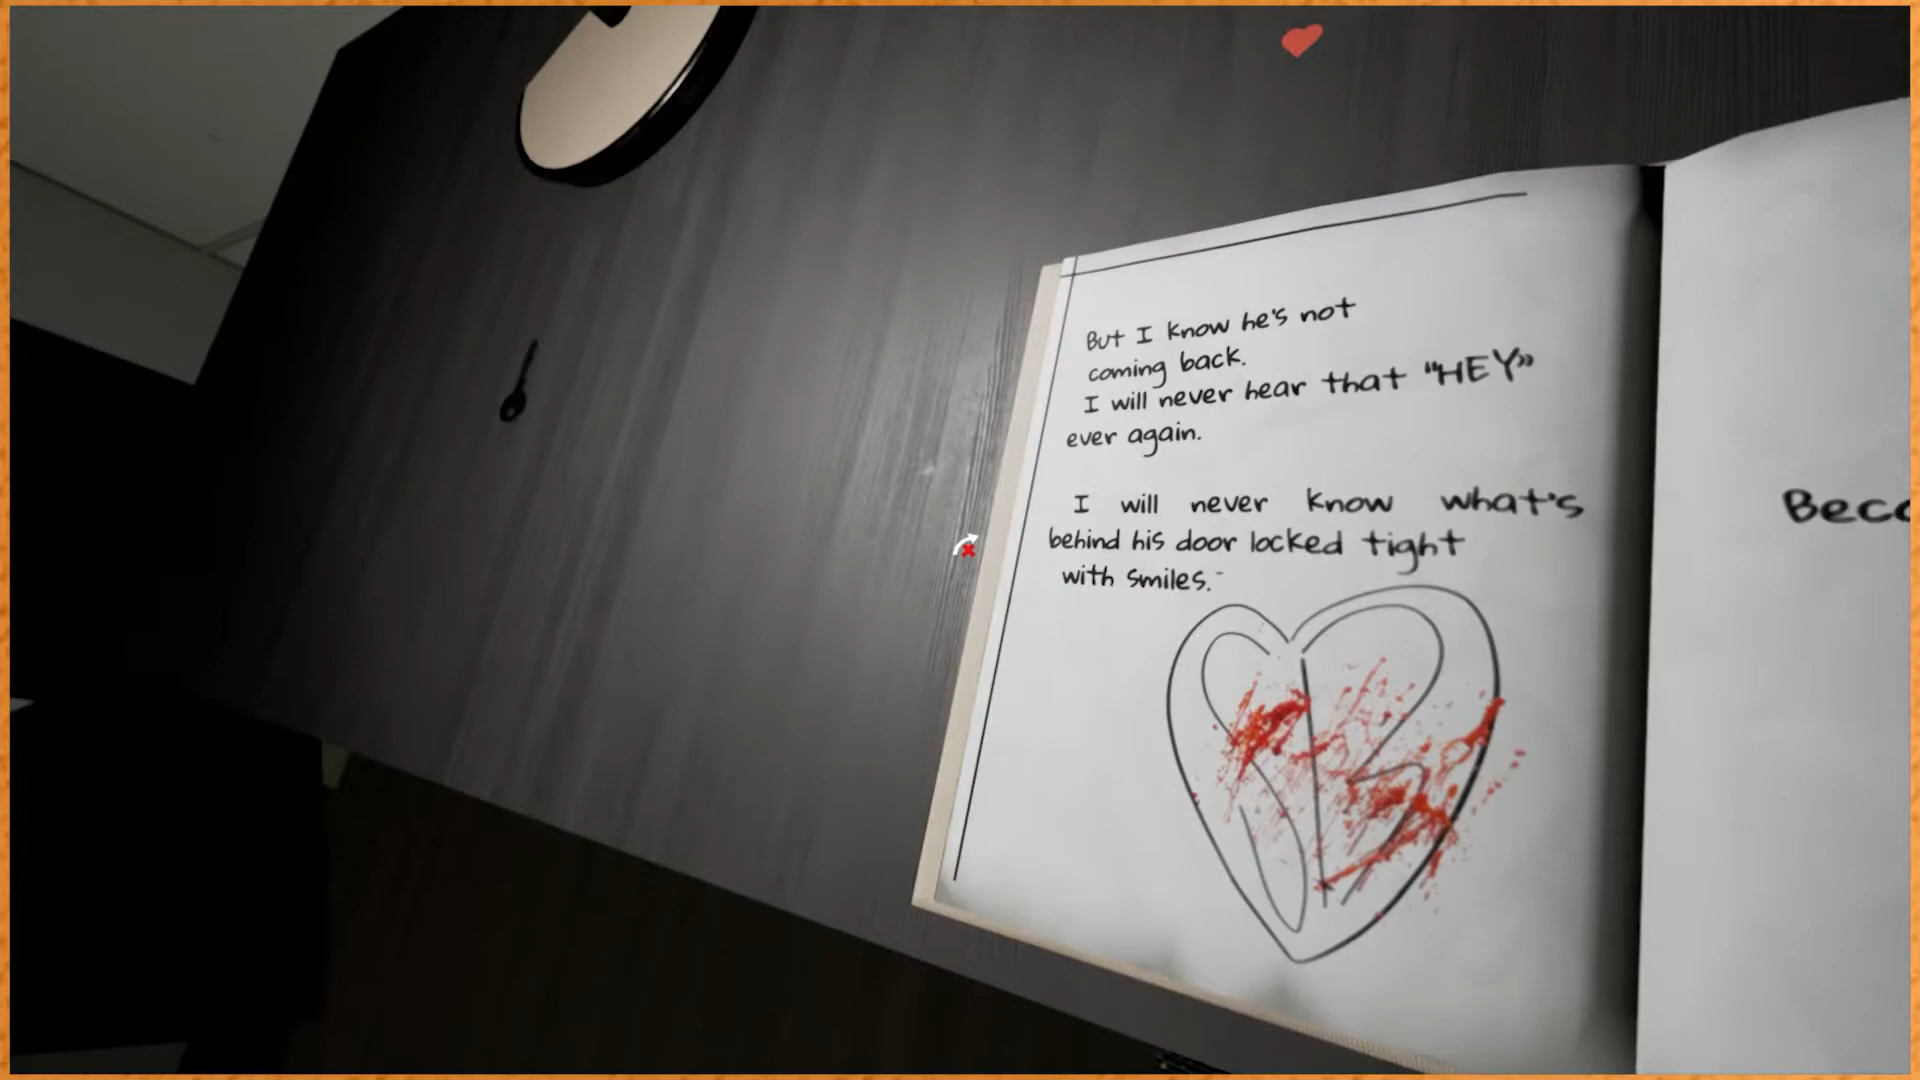 But I know he's not
coming back.
I will never hear that "HEY"
ever again.
I will never know what's
behind his door locked tight
with smiles.